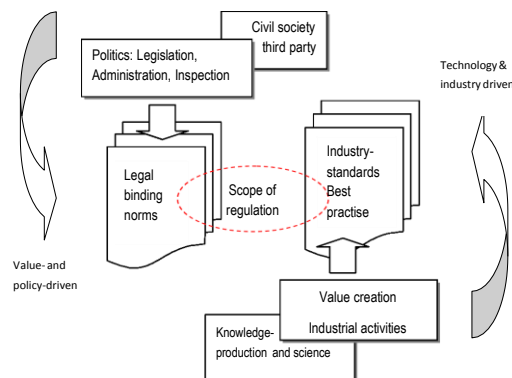 Civil society
third party
Politics: Legislation,
Administration, Inspection
Technology &
industry driven
Legal
binding
norms
Scope of
regulation
Industry-
standards
Best
practise
Value- and
policy-driven
Value creation
Industrial activities
Knowledge-
production and science